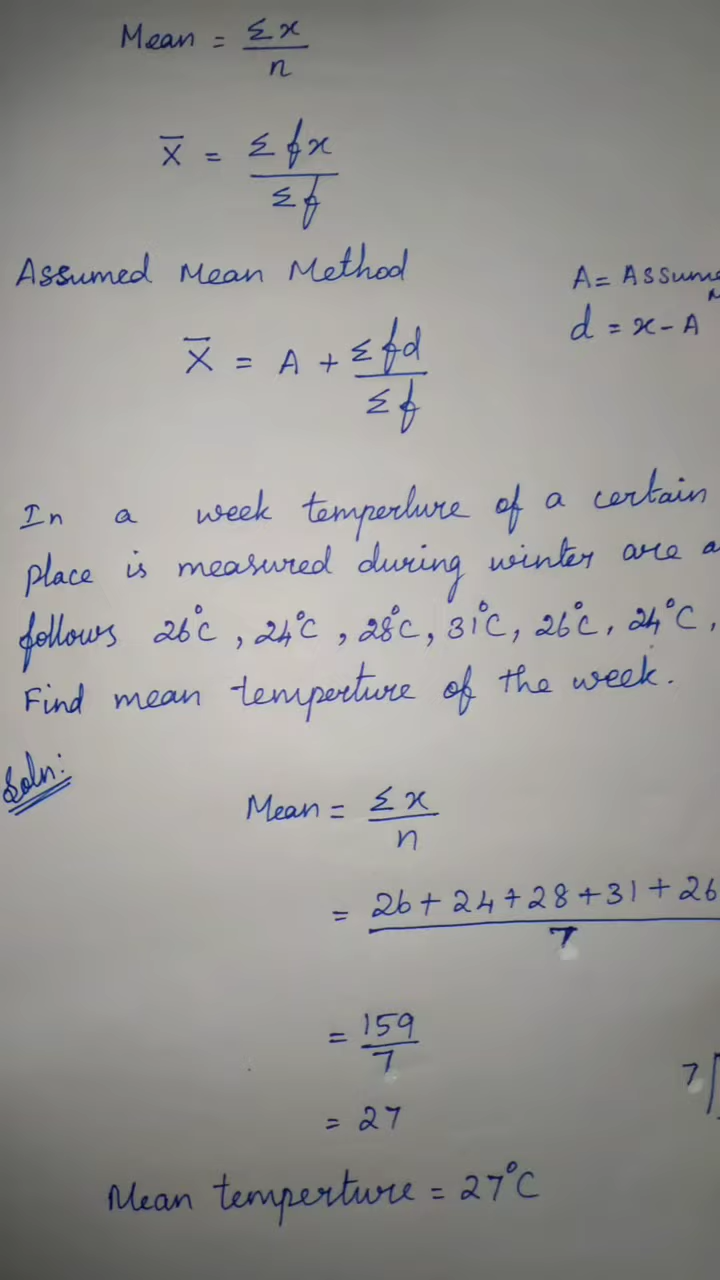 Mean = Σx / n
X̄ = Σfx / Σf
Assumed Mean Method
A = Assume
d = x - A
X̄ = A + Σfd / Σf
In a week temperture of a certain
place is measured during winter are a
follows 26°C, 24°C, 28°C, 31°C, 26°C, 24°C,
Find mean temperture of the week.
Soln:
Mean = Σx / n
= 26 + 24 + 28 + 31 + 26 / 7
= 159 / 7
7
= 27
Mean temperture = 27°C